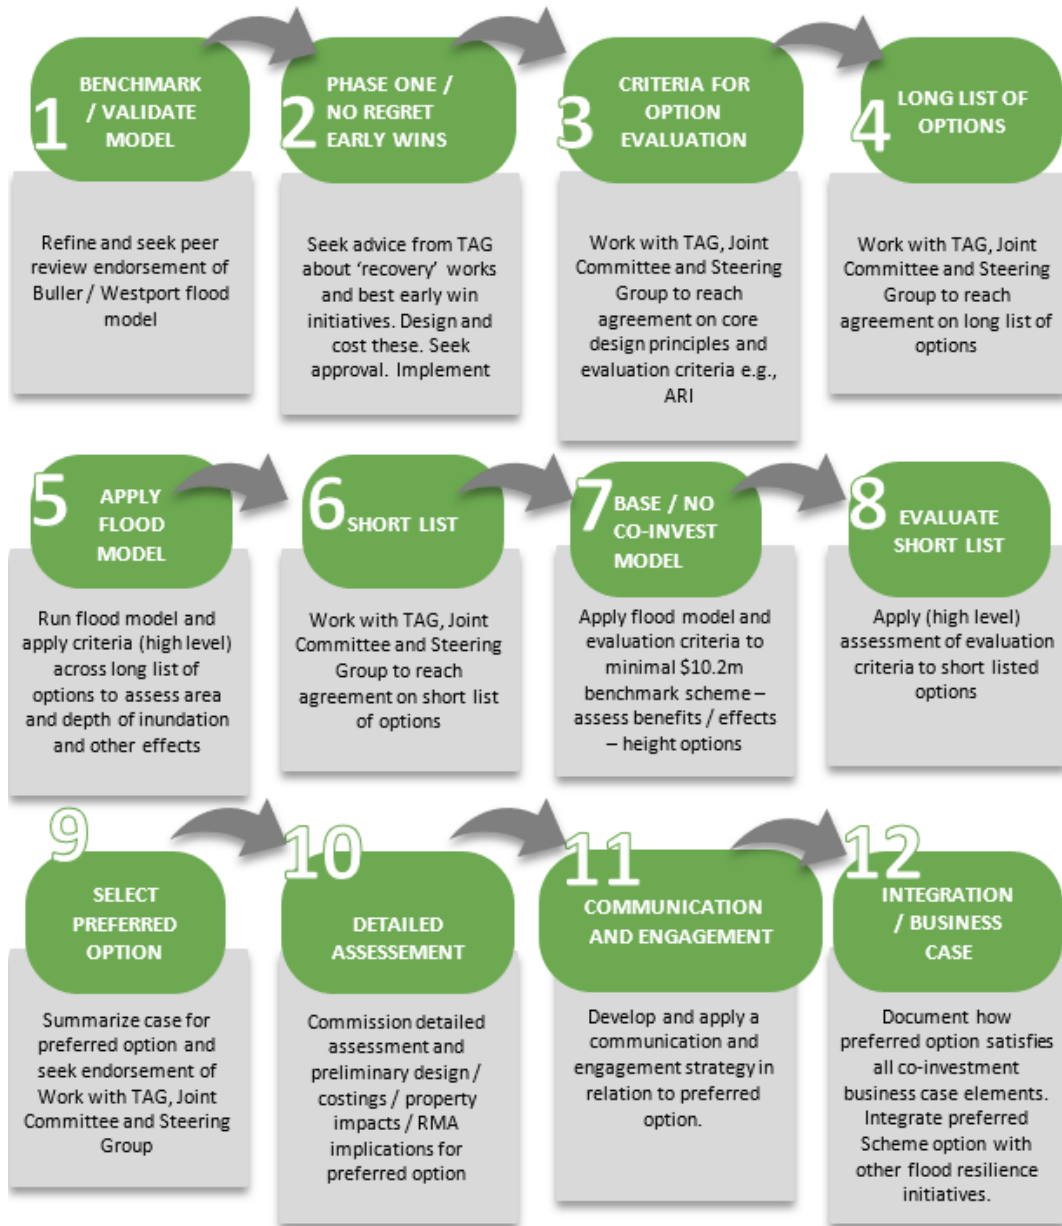 1
BENCHMARK
/ VALIDATE
MODEL
Refine and seek peer
review endorsement of
Buller / Westport flood
model
2
PHASE ONE /
NO REGRET
EARLY WINS
Seek advice from TAG
about ‘recovery’ works
and best early win
initiatives. Design and
cost these. Seek
approval. Implement
3
CRITERIA FOR
OPTION
EVALUATION
Work with TAG, Joint
Committee and Steering
Group to reach
agreement on core
design principles and
evaluation criteria e.g.,
ARI
4
LONG LIST OF
OPTIONS
Work with TAG, Joint
Committee and Steering
Group to reach
agreement on long list of
options
5
APPLY
FLOOD
MODEL
Run flood model and
apply criteria (high level)
across long list of
options to assess area
and depth of inundation
and other effects
6
SHORT LIST
Work with TAG, Joint
Committee and Steering
Group to reach
agreement on short list
of options
7
BASE / NO
CO-INVEST
MODEL
Apply flood model and
evaluation criteria to
minimal $10.2m
benchmark scheme –
assess benefits / effects
– height options
8
EVALUATE
SHORT LIST
Apply (high level)
assessment of evaluation
criteria to short listed
options
9
SELECT
PREFERRED
OPTION
Summarize case for
preferred option and
seek endorsement of
Work with TAG, Joint
Committee and Steering
Group
10
DETAILED
ASSESSEMENT
Commission detailed
assessment and
preliminary design /
costings / property
impacts / RMA
implications for
preferred option
11
COMMUNICATION
AND ENGAGEMENT
Develop and apply a
communication and
engagement strategy in
relation to preferred
option.
12
INTEGRATION
/ BUSINESS
CASE
Document how
preferred option satisfies
all co-investment
business case elements.
Integrate preferred
Scheme option with
other flood resilience
initiatives.